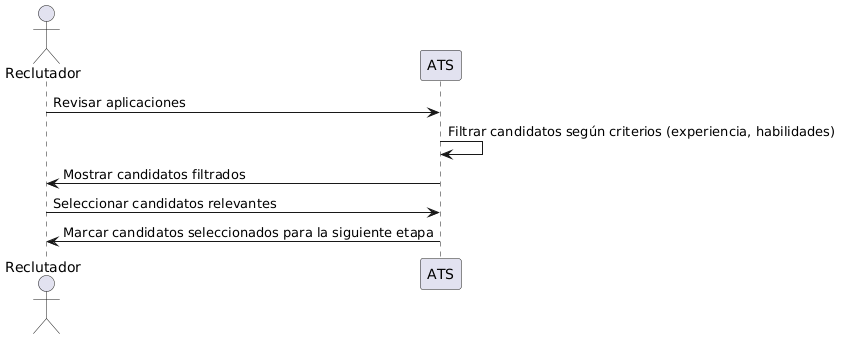 Reclutador
ATS
Revisar aplicaciones
Filtrar candidatos según criterios (experiencia, habilidades)
Mostrar candidatos filtrados
Seleccionar candidatos relevantes
Marcar candidatos seleccionados para la siguiente etapa
Reclutador
ATS